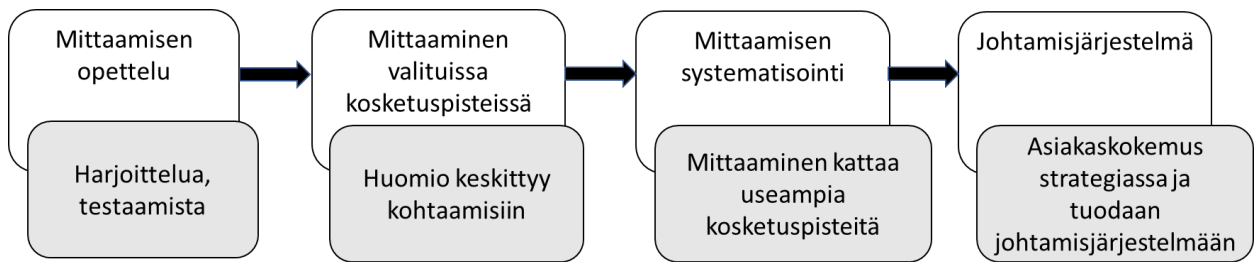 Mittaamisen
opettelu
Harjoittelua,
testaamista
Mittaaminen
valituissa
kosketuspisteissä
Huomio keskittyy
kohtaamisiin
Mittaamisen
systematisointi
Mittaaminen kattaa
useampia
kosketuspisteitä
Johtamisjärjestelmä
Asiakaskokemus
strategiassa ja
tuodaan
johtamisjärjestelmään